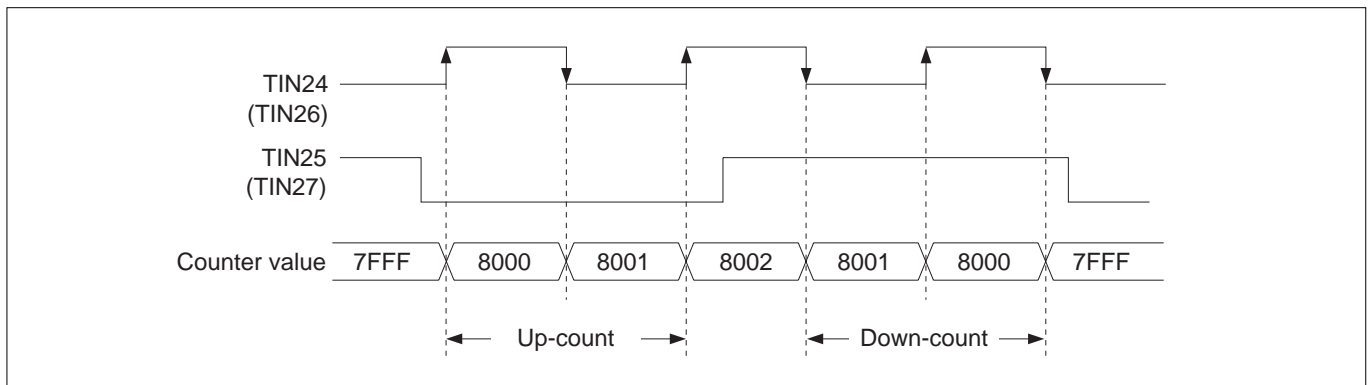 TIN24
(TIN26)
TIN25
(TIN27)
Counter value 7FFF 8000 8001 8002 8001 8000 7FFF
Up-count Down-count